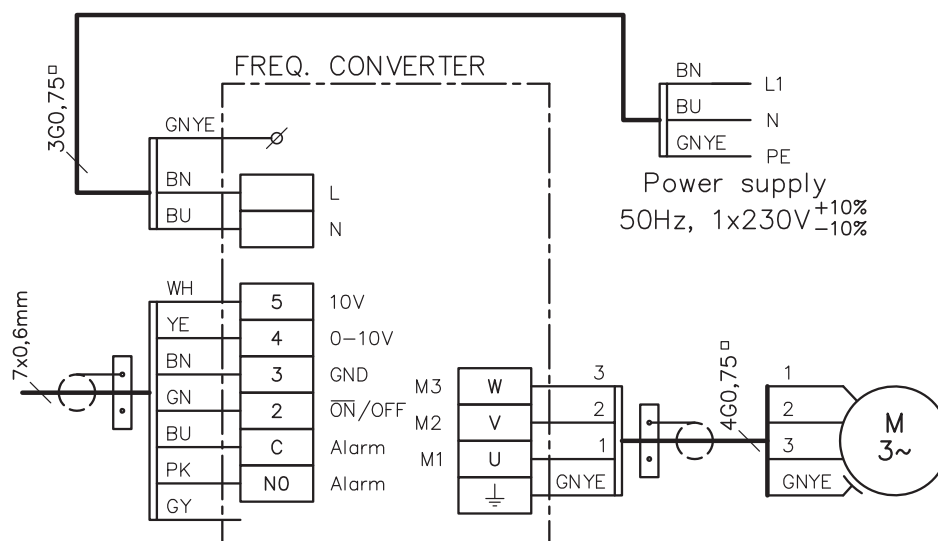 FREQ. CONVERTER
3G0,75□
GNYE
BN
BU
L
N
BN
L1
BU
N
GNYE
PE
Power supply
50Hz, 1x230V +10% -10%
7x0,6mm
WH
5
10V
YE
4
0-10V
BN
3
GND
GN
2
O̅N̅/OFF
BU
C
Alarm
PK
NO
Alarm
GY
M3
W
3
M2
V
2
M1
U
1
GNYE
4G0,75□
1
2
3
GNYE
M
3~